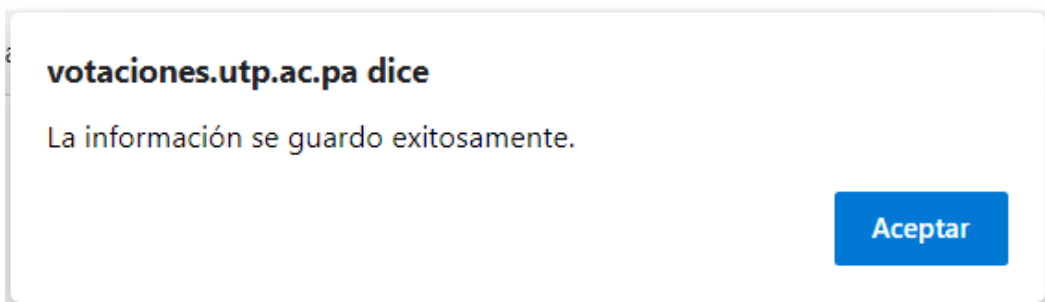 votaciones.utp.ac.pa dice
La información se guardo exitosamente.
Aceptar